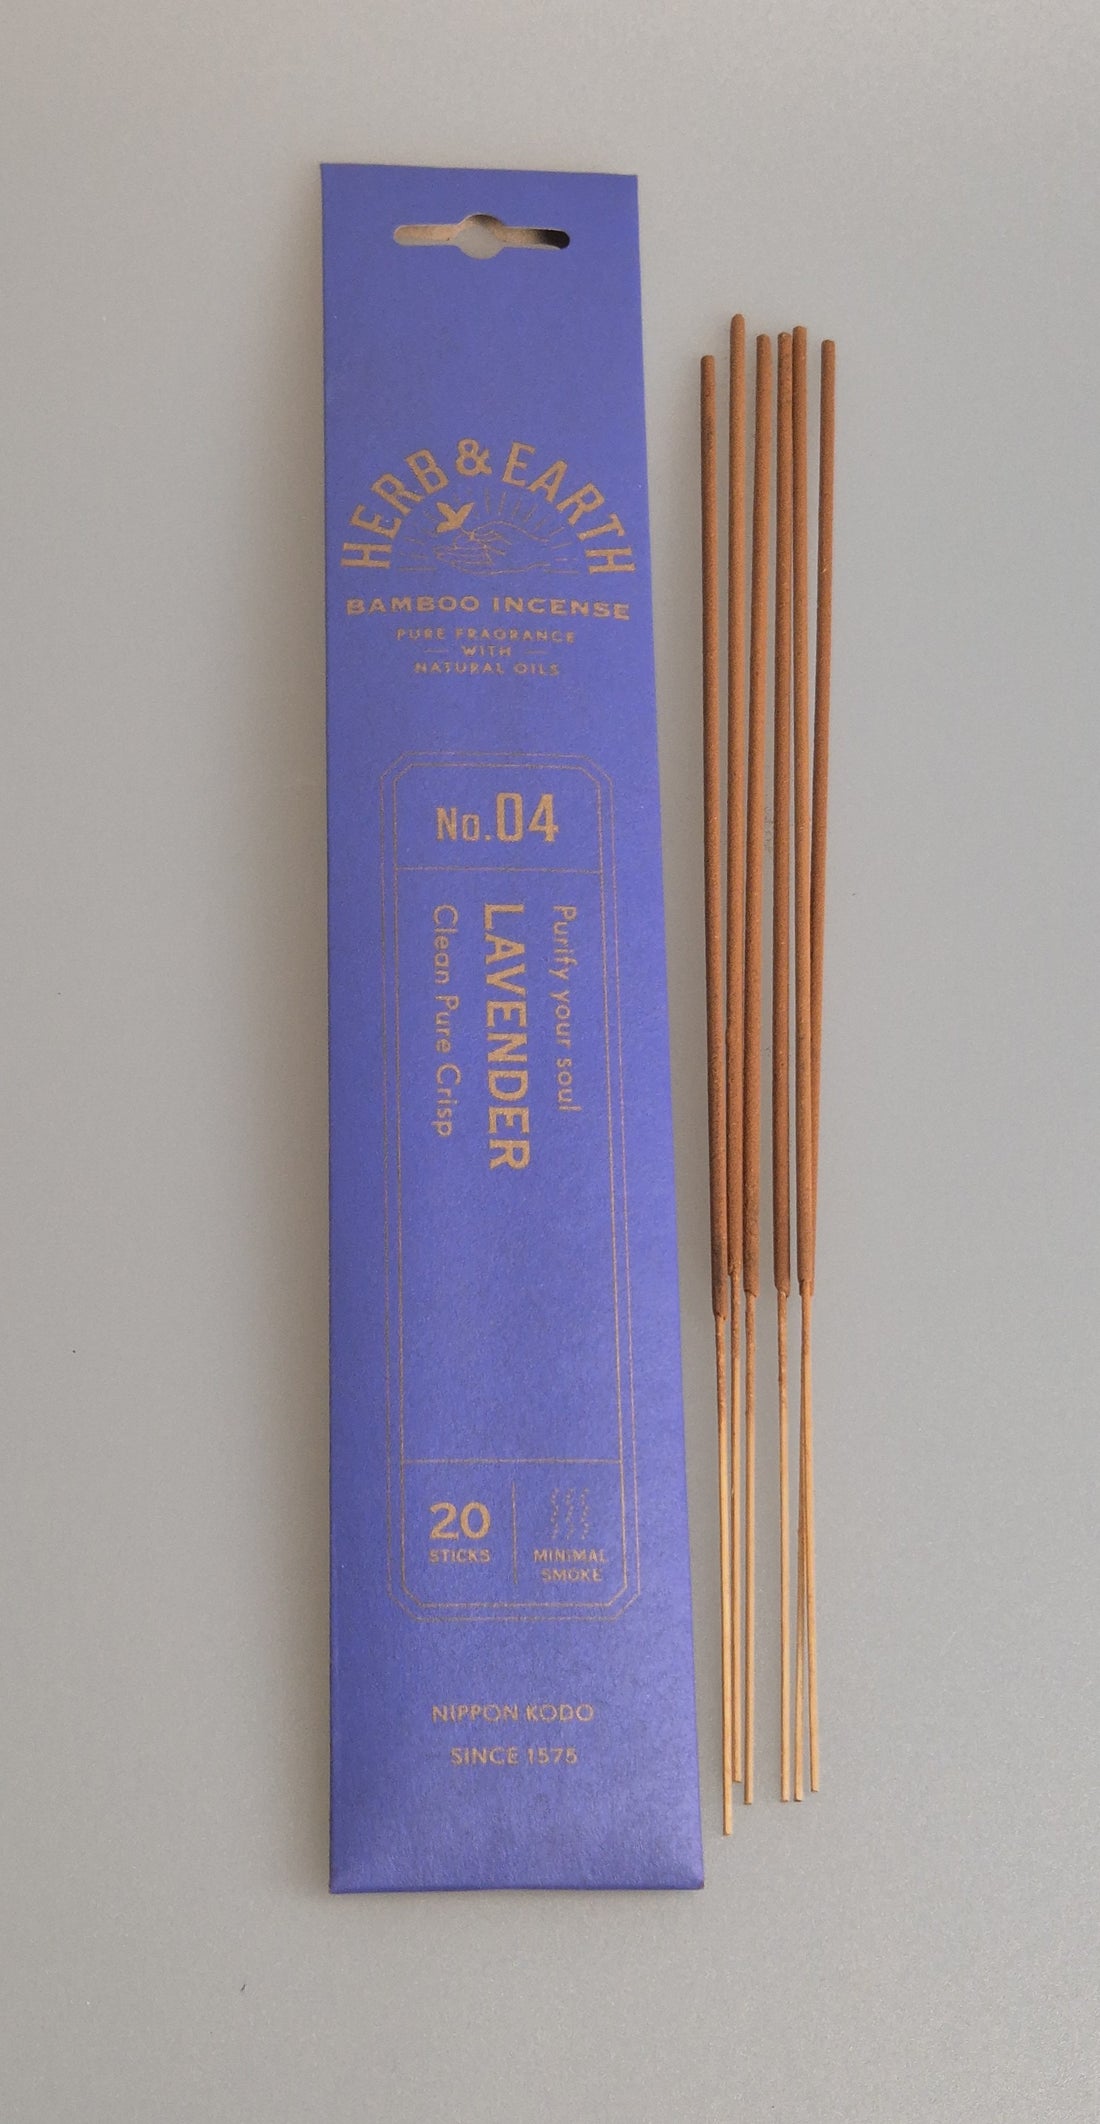 HERB & EARTH
BAMBOO INCENSE
PURE FRAGRANCE
WITH
NATURAL OILS
No.04
Purify your soul
LAVENDER
Clean Pure Crisp
20
STICKS
MINIMAL
SMOKE
NIPPON KODO
SINCE 1575